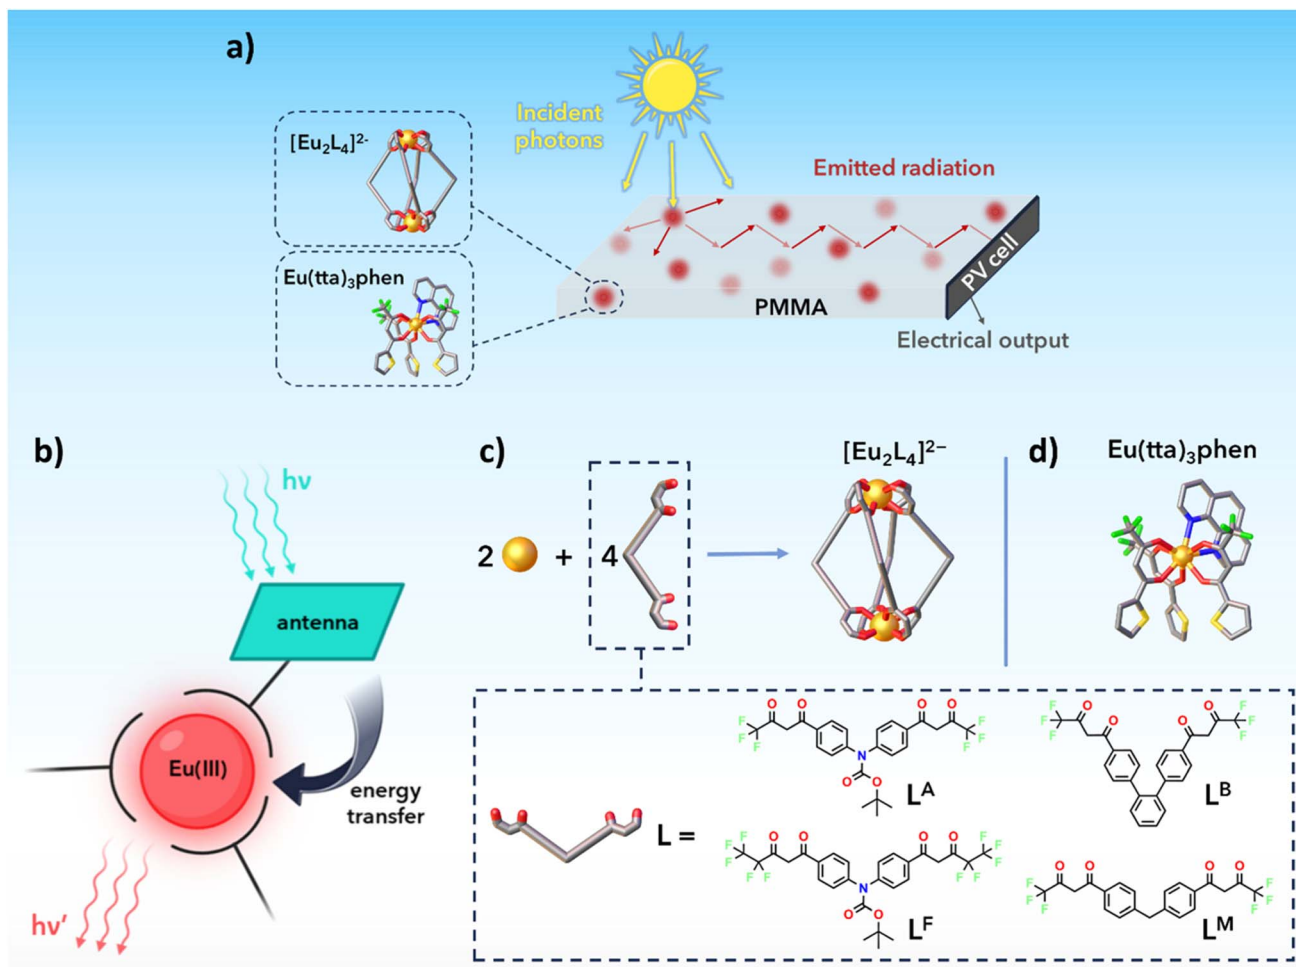 a)
Incident
photons
[Eu₂L₄]²⁻
Emitted radiation
Eu(tta)₃phen
PV cell
PMMA
Electrical output
b)
hν
antenna
Eu(III)
energy
transfer
hν′
c)
[Eu₂L₄]²⁻
2 + 4
d)
Eu(tta)₃phen
L =
O O O O
F F F F F F
N
O O
Lᴬ
O O O O
F F F F F F
Lᴮ
O O O O
F F F F F F F F F F
N
O O
Lꟳ
O O O O
F F F F F F
Lᴹ